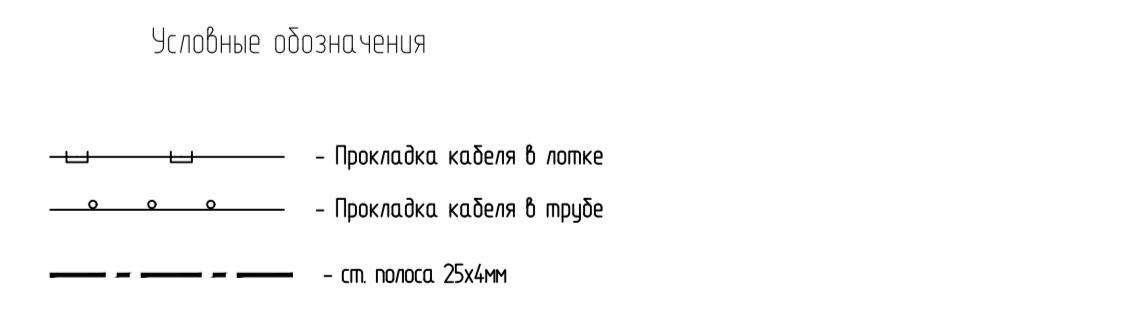 Условные обозначения
- Прокладка кабеля в лотке
- Прокладка кабеля в трубе
- ст. полоса 25х4мм